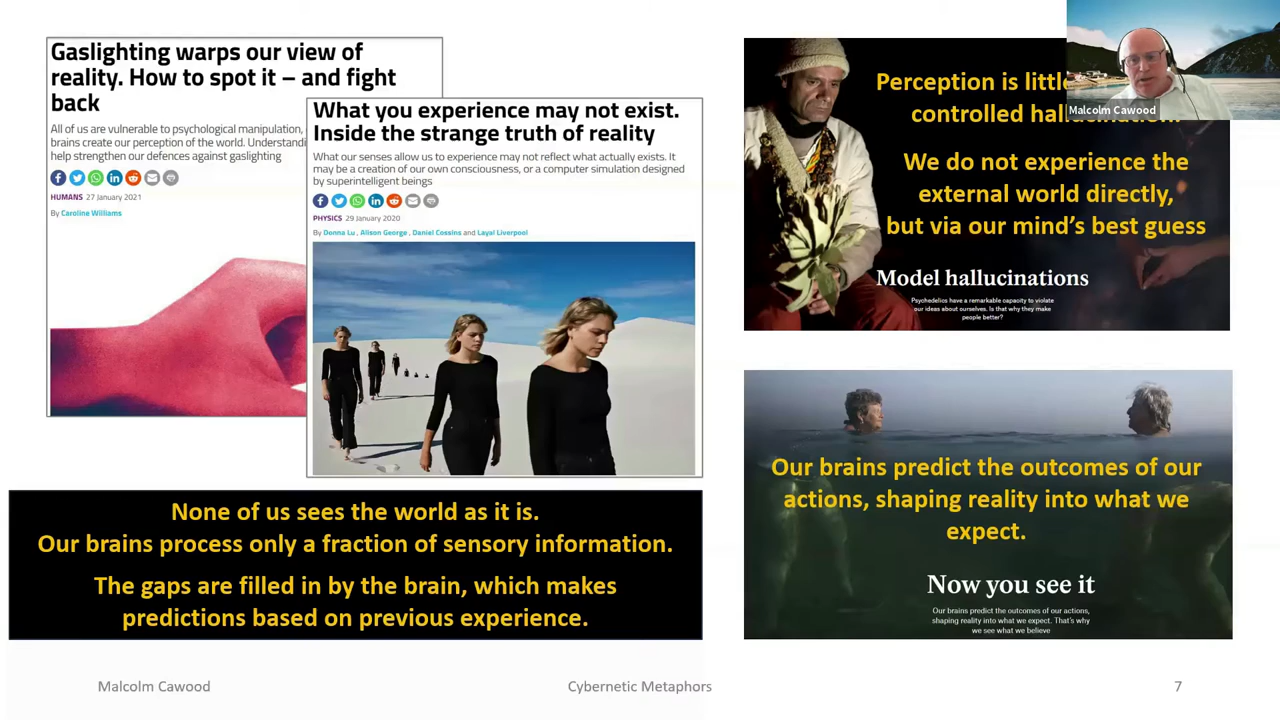 Gaslighting warps our view of
reality. How to spot it – and fight
back
All of us are vulnerable to psychological manipulation,
brains create our perception of the world. Understandi
help strengthen our defences against gaslighting
HUMANS 27 January 2021
By Caroline Williams
What you experience may not exist.
Inside the strange truth of reality
What our senses allow us to experience may not reflect what actually exists. It
may be a creation of our own consciousness, or a computer simulation designed
by superintelligent beings
PHYSICS 29 January 2020
By Donna Lu , Alison George , Daniel Cossins and Layal Liverpool
None of us sees the world as it is.
Our brains process only a fraction of sensory information.
The gaps are filled in by the brain, which makes
predictions based on previous experience.
Perception is little
controlled hallucination.
We do not experience the
external world directly,
but via our mind's best guess
Model hallucinations
Psychedelics have a remarkable capacity to violate
our ideas about ourselves. Is that why they make
people better?
Malcolm Cawood
Our brains predict the outcomes of our
actions, shaping reality into what we
expect.
Now you see it
Our brains predict the outcomes of our actions,
shaping reality into what we expect. That's why
we see what we believe
Malcolm Cawood
Cybernetic Metaphors
7